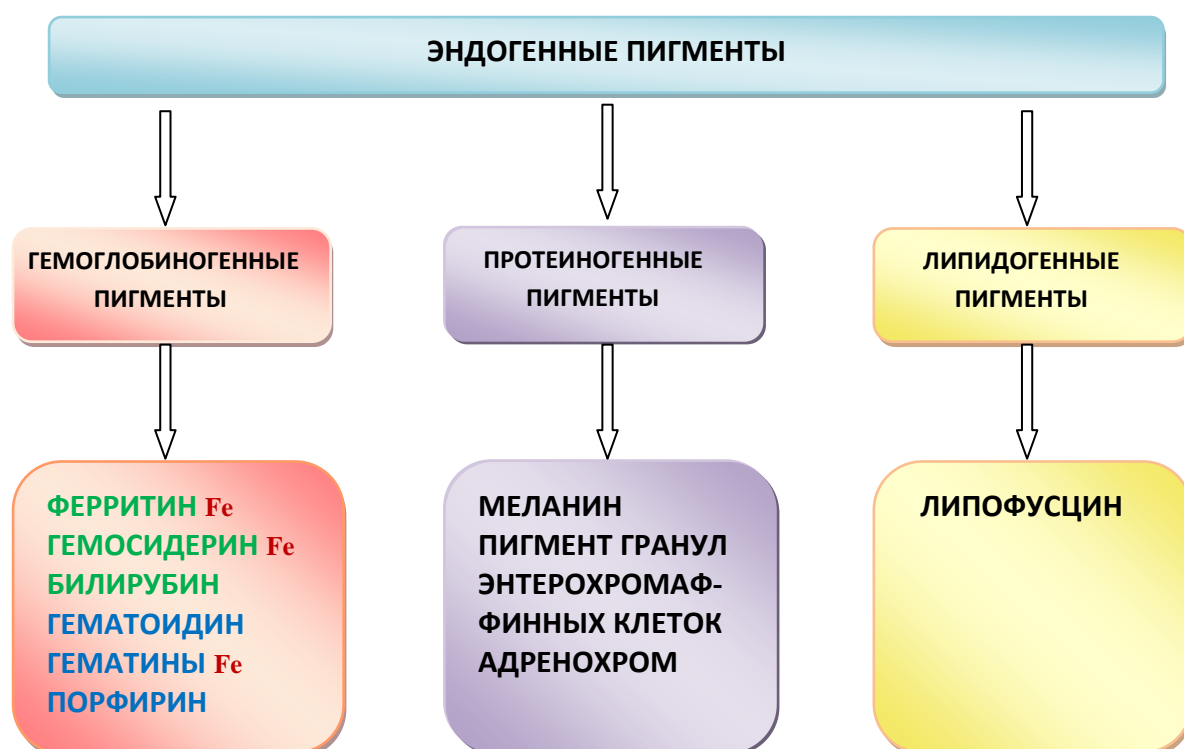 ЭНДОГЕННЫЕ ПИГМЕНТЫ
ГЕМОГЛОБИНОГЕННЫЕ
ПИГМЕНТЫ
ПРОТЕИНОГЕННЫЕ
ПИГМЕНТЫ
ЛИПИДОГЕННЫЕ
ПИГМЕНТЫ
ФЕРРИТИН Fe
ГЕМОСИДЕРИН Fe
БИЛИРУБИН
ГЕМАТОИДИН
ГЕМАТИНЫ Fe
ПОРФИРИН
МЕЛАНИН
ПИГМЕНТ ГРАНУЛ
ЭНТЕРОХРОМАФ-
ФИННЫХ КЛЕТОК
АДРЕНОХРОМ
ЛИПОФУСЦИН